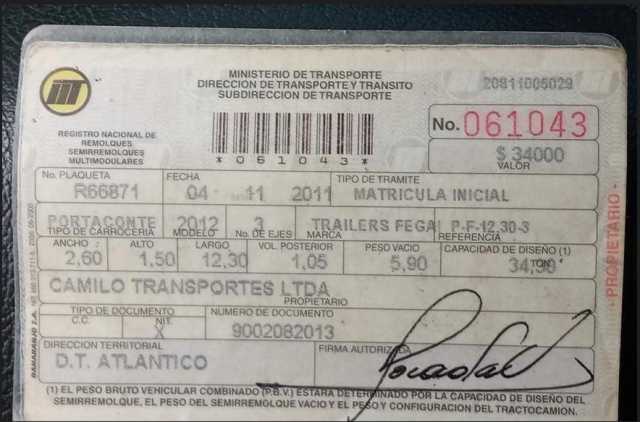 MINISTERIO DE TRANSPORTE
DIRECCION DE TRANSPORTE Y TRANSITO
SUBDIRECCION DE TRANSPORTE
20811005029
REGISTRO NACIONAL DE
REMOLQUES
SEMIRREMOLQUES
MULTIMODULARES
*061043*
No. 061043
$ 34000
VALOR
No. PLAQUETA FECHA TIPO DE TRAMITE
R66871 04 11 2011 MATRICULA INICIAL
PORTACONTE 2012 3 TRAILERS FEGA P-F-12,30-3
TIPO DE CARROCERIA MODELO No. DE EJES MARCA REFERENCIA
ANCHO : ALTO LARGO VOL. POSTERIOR PESO VACIO CAPACIDAD DE DISEÑO (1)
2,60 1,50 12,30 1,05 5,90 TON
CAMILO TRANSPORTES LTDA
PROPIETARIO
TIPO DE DOCUMENTO NUMERO DE DOCUMENTO
C.C. NIT. X 9002082013
DIRECCION TERRITORIAL FIRMA AUTORIZADA
D.T. ATLANTICO
(1) EL PESO BRUTO VEHICULAR COMBINADO (P.B.V.) ESTARA DETERMINADO POR LA CAPACIDAD DE DISEÑO DEL
SEMIRREMOLQUE, EL PESO DEL SEMIRREMOLQUE VACIO Y EL PESO Y CONFIGURACION DEL TRACTOCAMION.
- PROPIETARIO -